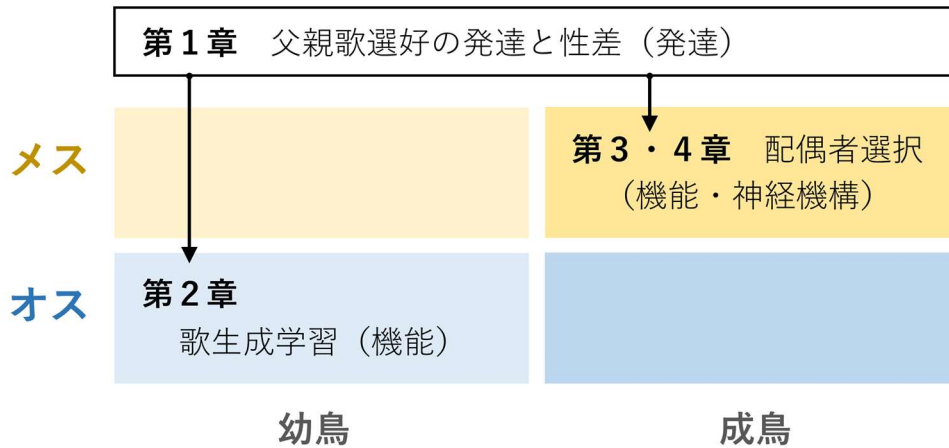 第1章 父親歌選好の発達と性差（発達）
メス
第3・4章 配偶者選択
（機能・神経機構）
オス
第2章
歌生成学習（機能）
幼鳥
成鳥